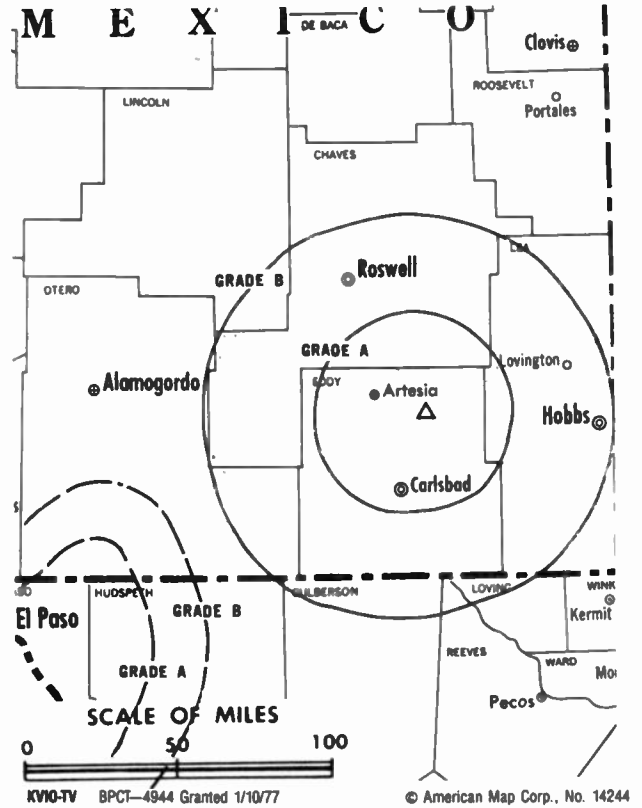 M E X I C O
DE BACA
Clovis
ROOSEVELT
Portales
LINCOLN
CHAVES
LEA
Roswell
GRADE B
OTERO
GRADE A
Lovington
EDDY
Alamogordo
Artesia
Hobbs
Carlsbad
HUDSPETH
CULBERSON
LOVING
WINK
GRADE B
El Paso
Kermit
REEVES
WARD
GRADE A
Pecos
SCALE OF MILES
0 50 100
KVIO-TV BPCT—4944 Granted 1/10/77 © American Map Corp., No. 14244